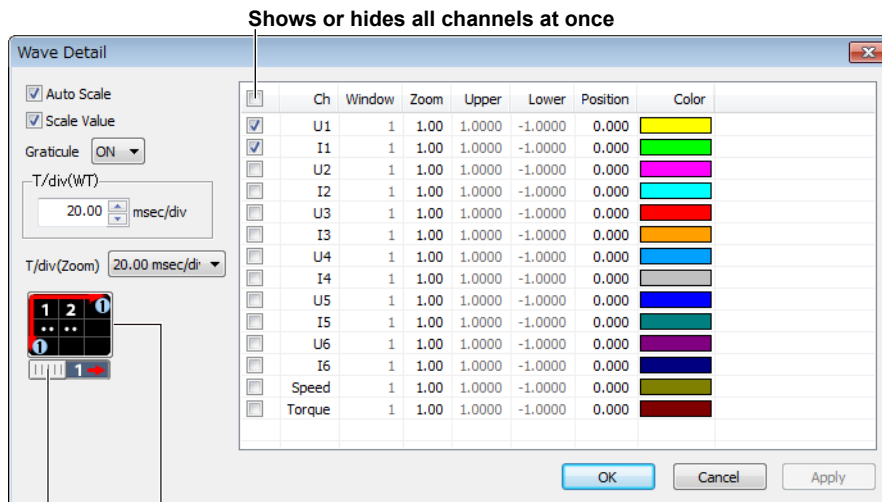 Shows or hides all channels at once
Wave Detail
Auto Scale
Scale Value
Graticule ON
T/div(WT)
20.00 msec/div
T/div(Zoom) 20.00 msec/di
1 2 1
1
1
Ch Window Zoom Upper Lower Position Color
U1 1 1.00 1.0000 -1.0000 0.000
I1 1 1.00 1.0000 -1.0000 0.000
U2 1 1.00 1.0000 -1.0000 0.000
I2 1 1.00 1.0000 -1.0000 0.000
U3 1 1.00 1.0000 -1.0000 0.000
I3 1 1.00 1.0000 -1.0000 0.000
U4 1 1.00 1.0000 -1.0000 0.000
I4 1 1.00 1.0000 -1.0000 0.000
U5 1 1.00 1.0000 -1.0000 0.000
I5 1 1.00 1.0000 -1.0000 0.000
U6 1 1.00 1.0000 -1.0000 0.000
I6 1 1.00 1.0000 -1.0000 0.000
Speed 1 1.00 1.0000 -1.0000 0.000
Torque 1 1.00 1.0000 -1.0000 0.000
OK Cancel Apply